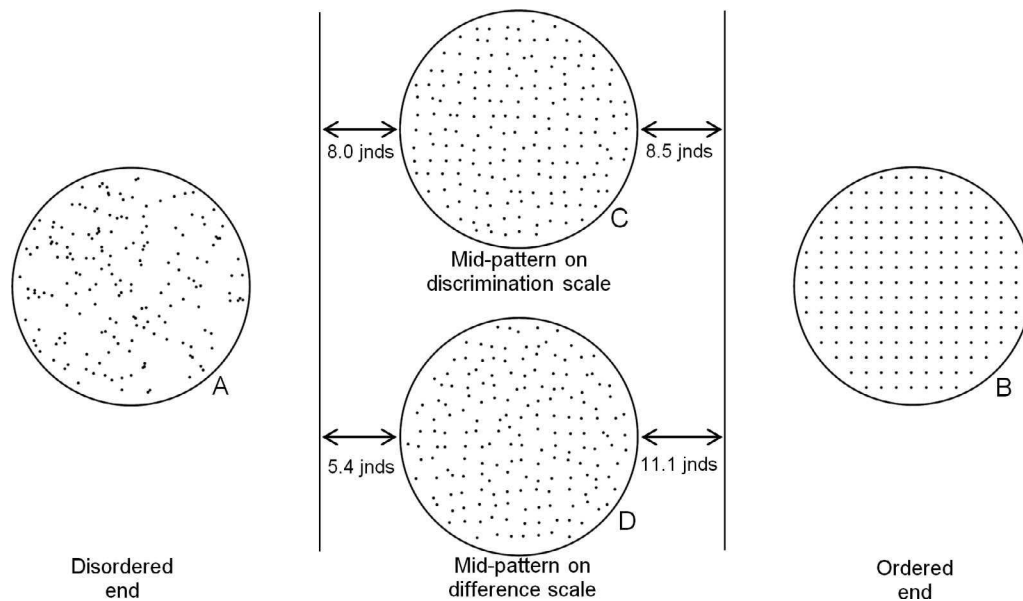 8.0 jnds
8.5 jnds
C
Mid-pattern on
discrimination scale
A
B
5.4 jnds
11.1 jnds
D
Disordered
end
Mid-pattern on
difference scale
Ordered
end